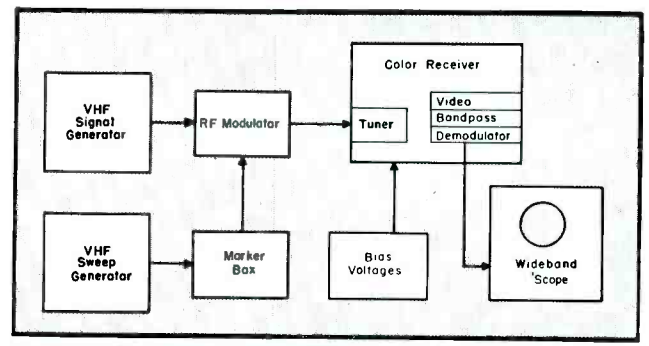 Color Receiver
VHF
Signal
Generator
RF Modulator
Tuner
Video
Bandpass
Demodulator
VHF
Sweep
Generator
Marker
Box
Bias
Voltages
Wideband
'Scope